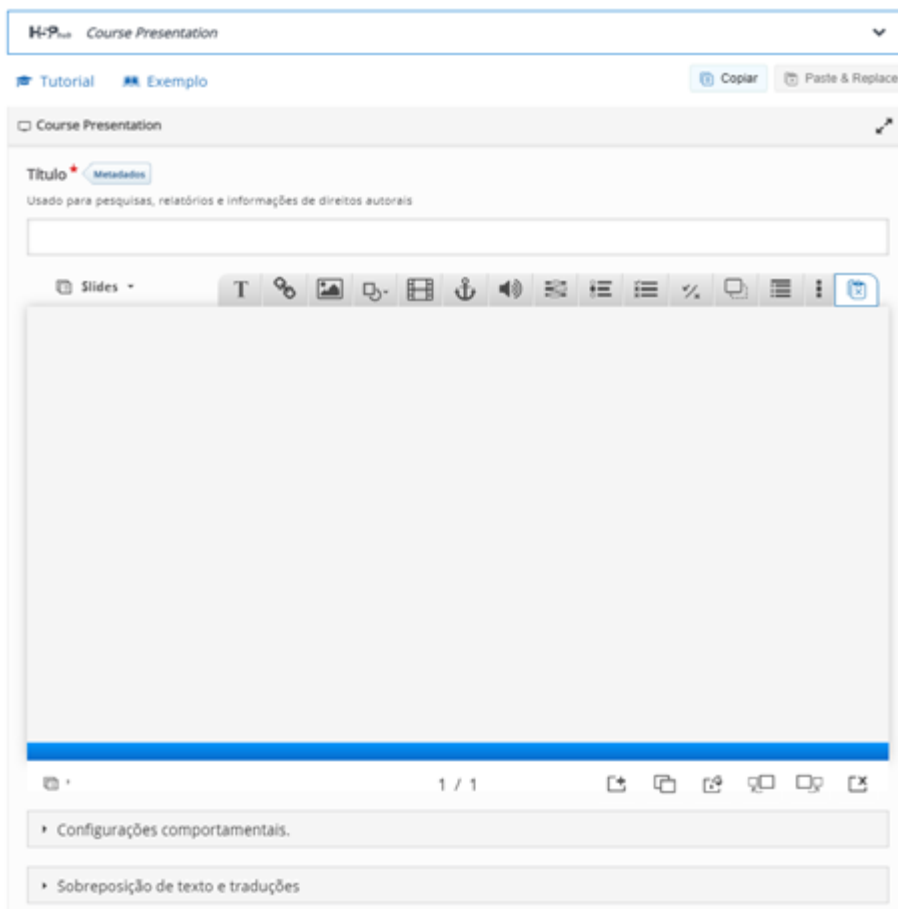 H-P hub Course Presentation
Tutorial Exemplo Copiar Paste & Replace
Course Presentation
Título * Metadados
Usado para pesquisas, relatórios e informações de direitos autorais
Slides T
1 / 1
Configurações comportamentais.
Sobreposição de texto e traduções